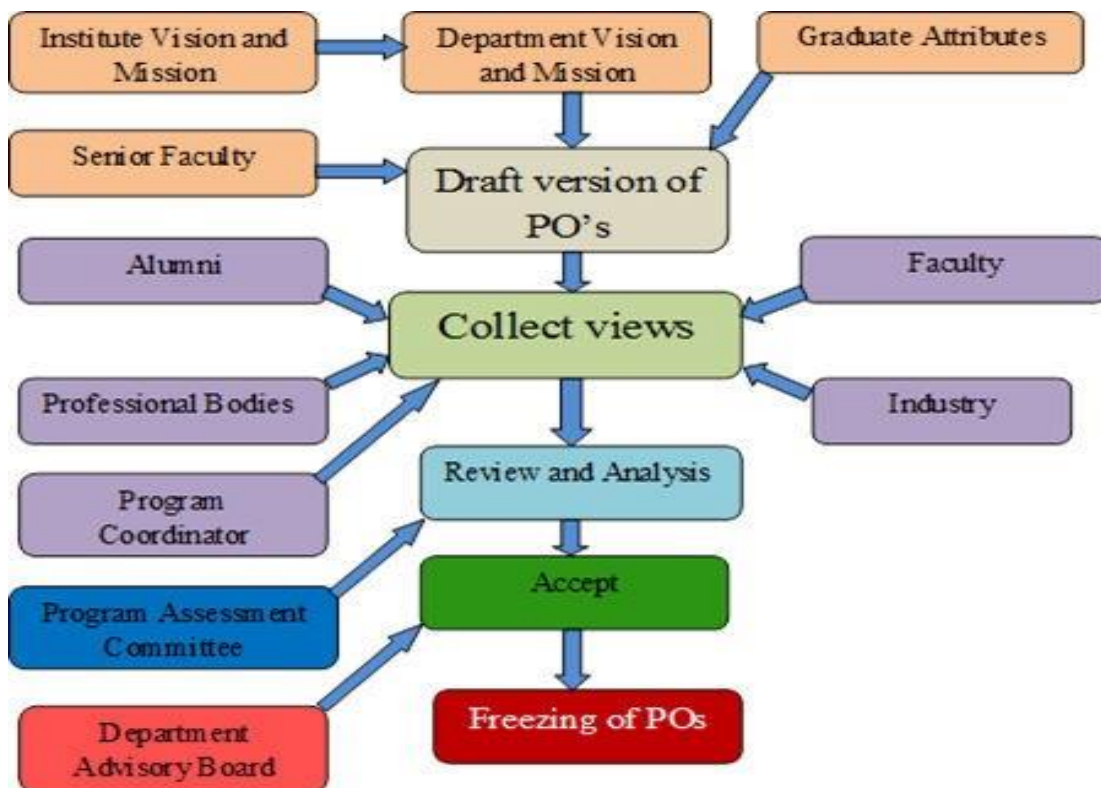 Institute Vision and
Mission
Department Vision
and Mission
Graduate Attributes
Senior Faculty
Draft version of
PO’s
Alumni
Faculty
Collect views
Professional Bodies
Industry
Review and Analysis
Program
Coordinator
Accept
Program Assessment
Committee
Freezing of POs
Department
Advisory Board